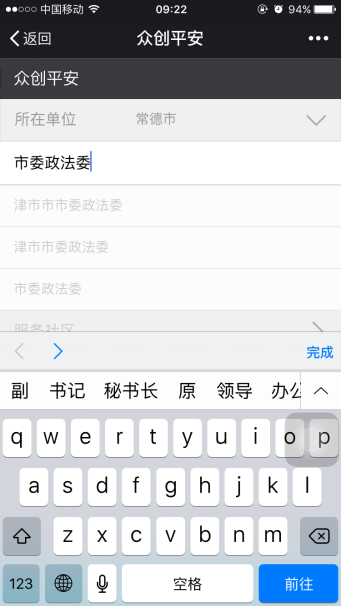 中国移动 09:22 94%
返回 众创平安
众创平安
所在单位 常德市
市委政法委
津市市市委政法委
津市市委政法委
市委政法委
服务社区
完成
副 书记 秘书长 原 领导 办公
q w e r t y u i o p
a s d f g h j k l
z x c v b n m
123 空格 前往